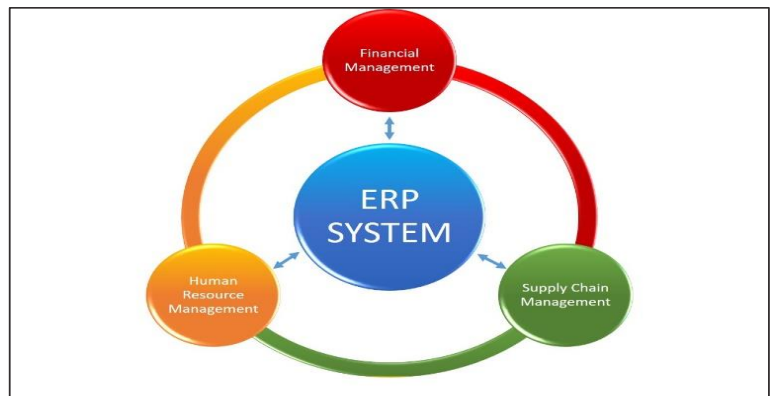 Financial
Management
ERP
SYSTEM
Human
Resource
Management
Supply Chain
Management